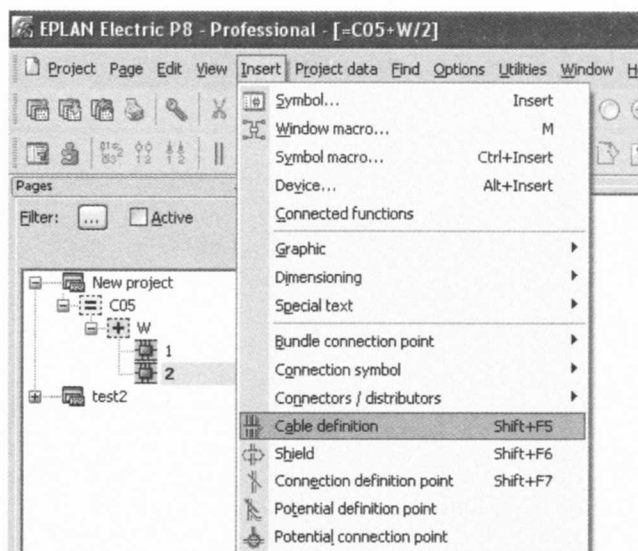 EPLAN Electric P8 - Professional - [=C05+W/2]
Project Page Edit View Insert Project data Find Options Utilities Window H
Symbol... Insert
Window macro... M
Symbol macro... Ctrl+Insert
Device... Alt+Insert
Connected functions
Graphic
Dimensioning
Special text
Bundle connection point
Connection symbol
Connectors / distributors
Cable definition Shift+F5
Shield Shift+F6
Connection definition point Shift+F7
Potential definition point
Potential connection point
Pages
Filter: ... Active
New project
C05
W
1
2
test2